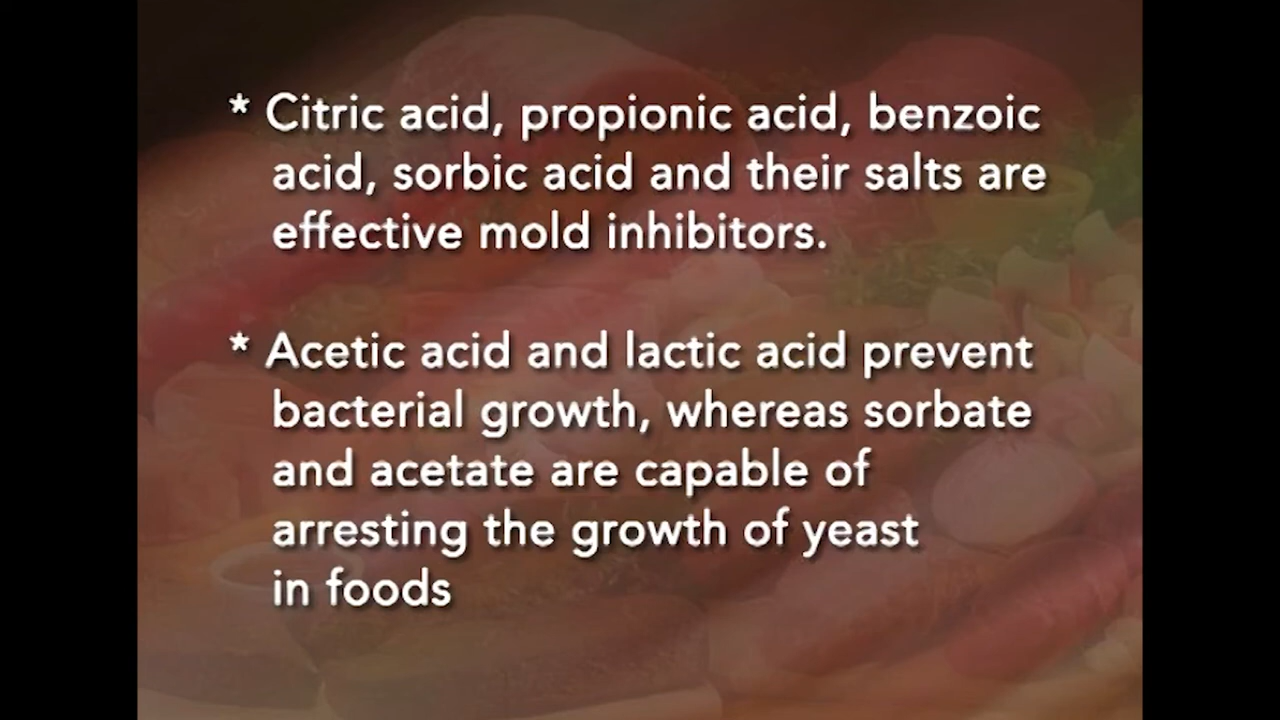 * Citric acid, propionic acid, benzoic
acid, sorbic acid and their salts are
effective mold inhibitors.
* Acetic acid and lactic acid prevent
bacterial growth, whereas sorbate
and acetate are capable of
arresting the growth of yeast
in foods